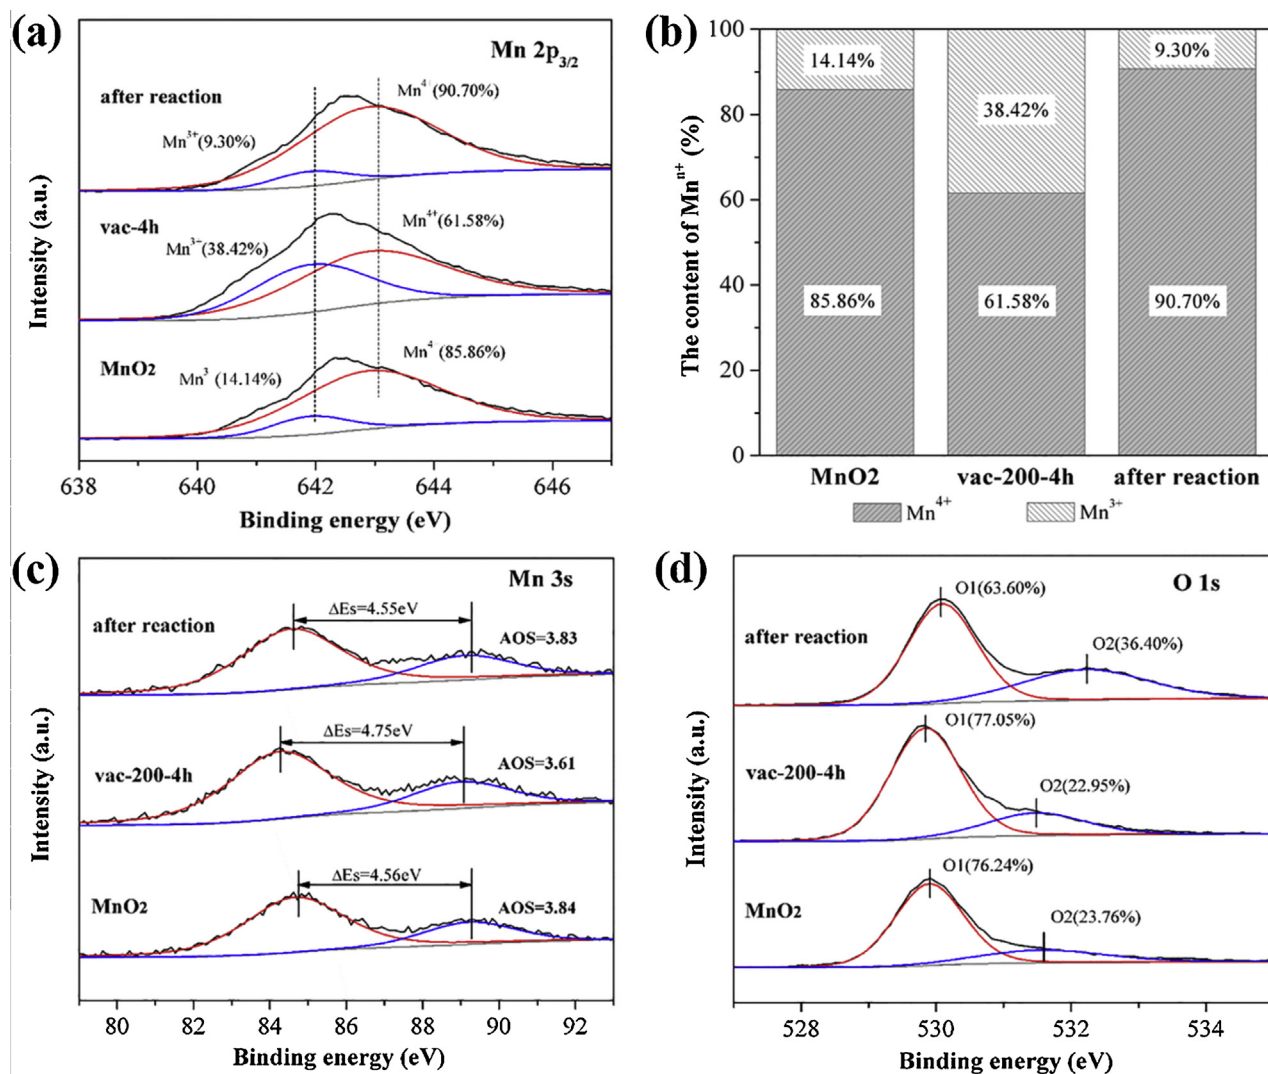 (a)
Mn 2p3/2
after reaction
Mn4 (90.70%)
Mn3+(9.30%)
vac-4h
Mn4+(61.58%)
Mn3+(38.42%)
MnO2
Mn4 (85.86%)
Mn3 (14.14%)
Intensity (a.u.)
638 640 642 644 646
Binding energy (eV)
(b)
The content of Mnn+ (%)
100
80
60
40
20
0
14.14%
38.42%
9.30%
85.86%
61.58%
90.70%
MnO2 vac-200-4h after reaction
Mn4+ Mn3+
(c)
Mn 3s
ΔEs=4.55eV
after reaction
AOS=3.83
ΔEs=4.75eV
vac-200-4h
AOS=3.61
ΔEs=4.56eV
MnO2
AOS=3.84
Intensity (a.u.)
80 82 84 86 88 90 92
Binding energy (eV)
(d)
O 1s
O1(63.60%)
after reaction
O2(36.40%)
O1(77.05%)
vac-200-4h
O2(22.95%)
O1(76.24%)
MnO2
O2(23.76%)
Intensity (a.u.)
528 530 532 534
Binding energy (eV)